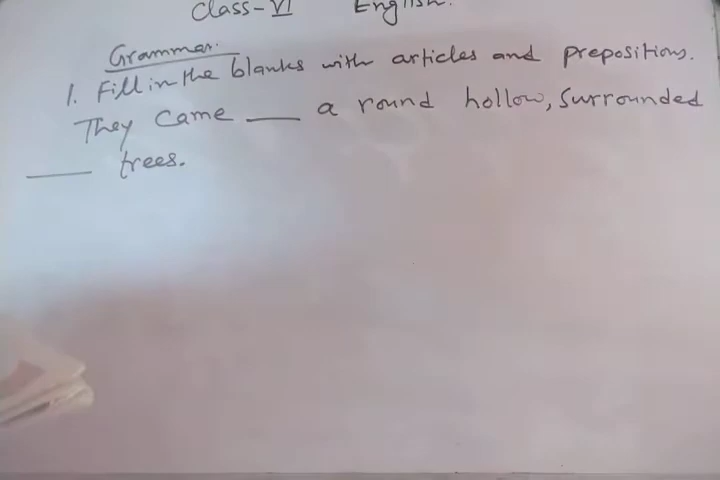 Class-VI English.
Grammar.
1. Fill in the blanks with articles and prepositions.
They came ___ a round hollow, surrounded
___ trees.